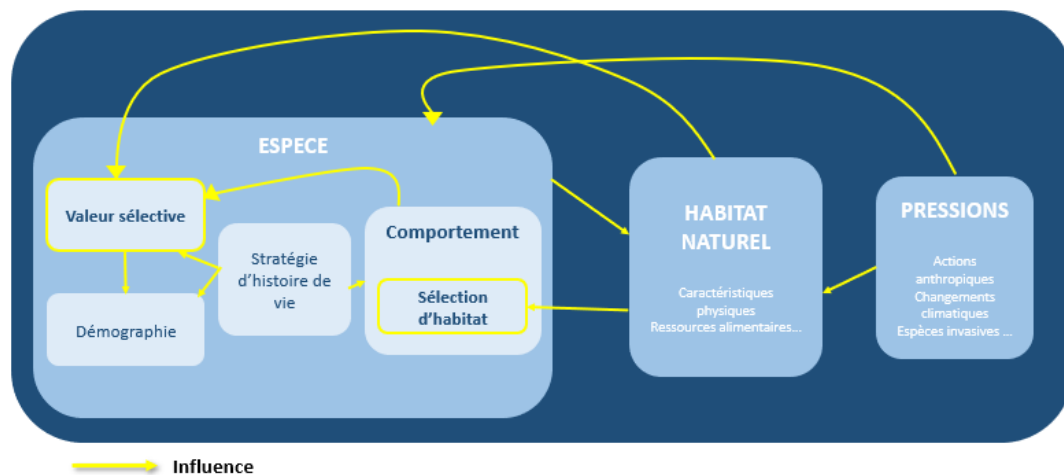 ESPECE
Valeur sélective
Démographie
Stratégie
d’histoire de
vie
Comportement
Sélection
d’habitat
HABITAT
NATUREL
Caractéristiques
physiques
Ressources alimentaires...
PRESSIONS
Actions
anthropiques
Changements
climatiques
Espèces invasives ...
Influence